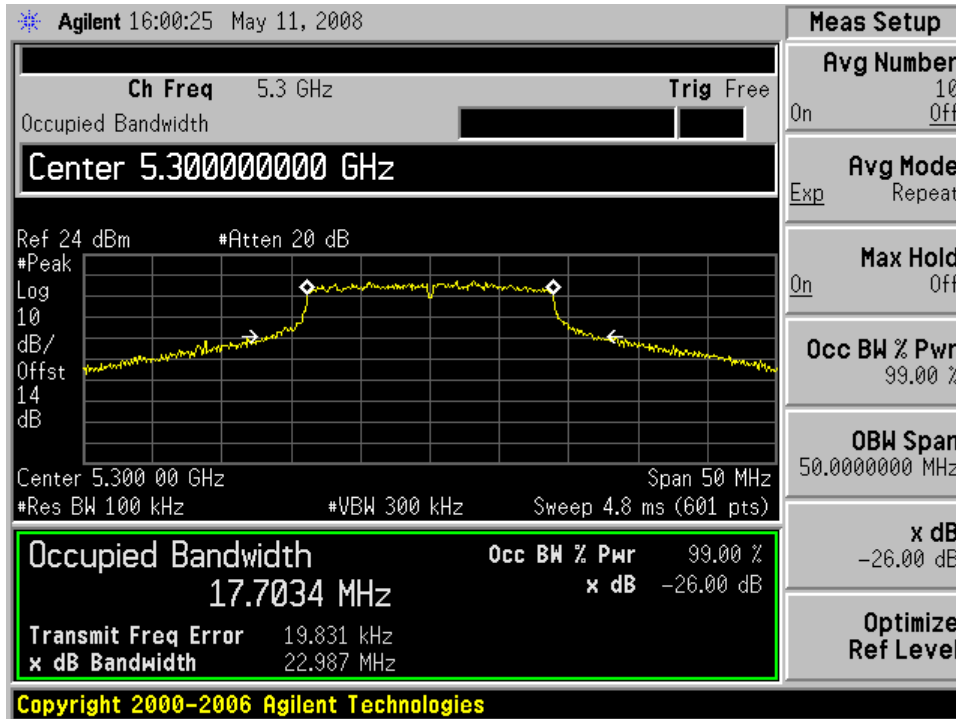 Agilent 16:00:25 May 11, 2008
Meas Setup
Ch Freq 5.3 GHz Trig Free
Occupied Bandwidth
Center 5.300000000 GHz
Ref 24 dBm #Atten 20 dB
#Peak
Log
10
dB/
Offst
14
dB
Center 5.300 00 GHz Span 50 MHz
#Res BW 100 kHz #VBW 300 kHz Sweep 4.8 ms (601 pts)
Occupied Bandwidth Occ BW % Pwr 99.00 %
17.7034 MHz x dB -26.00 dB
Transmit Freq Error 19.831 kHz
x dB Bandwidth 22.987 MHz
Avg Number
10
On Off
Avg Mode
Exp Repeat
Max Hold
On Off
Occ BW % Pwr
99.00 %
OBW Span
50.0000000 MHz
x dB
-26.00 dB
Optimize
Ref Level
Copyright 2000-2006 Agilent Technologies